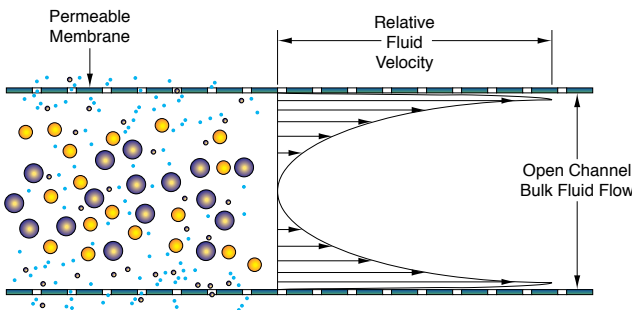 Permeable
Membrane
Relative
Fluid
Velocity
Open Channel
Bulk Fluid Flow